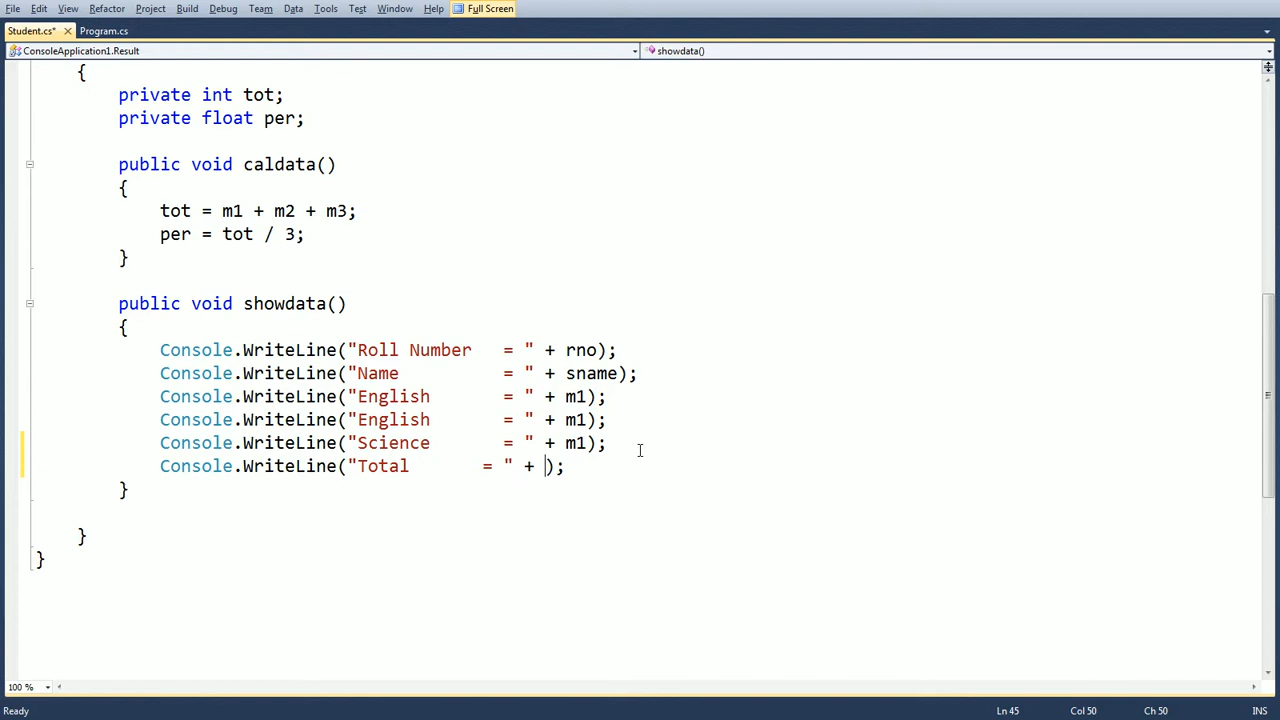 File Edit View Refactor Project Build Debug Team Data Tools Test Window Help Full Screen
Student.cs* Program.cs
ConsoleApplication1.Result showdata()
{
private int tot;
private float per;
public void caldata()
{
tot = m1 + m2 + m3;
per = tot / 3;
}
public void showdata()
{
Console.WriteLine("Roll Number   = " + rno);
Console.WriteLine("Name          = " + sname);
Console.WriteLine("English       = " + m1);
Console.WriteLine("English       = " + m1);
Console.WriteLine("Science       = " + m1);
Console.WriteLine("Total       = " + );
}
}
}
100 %
Ready Ln 45 Col 50 Ch 50 INS